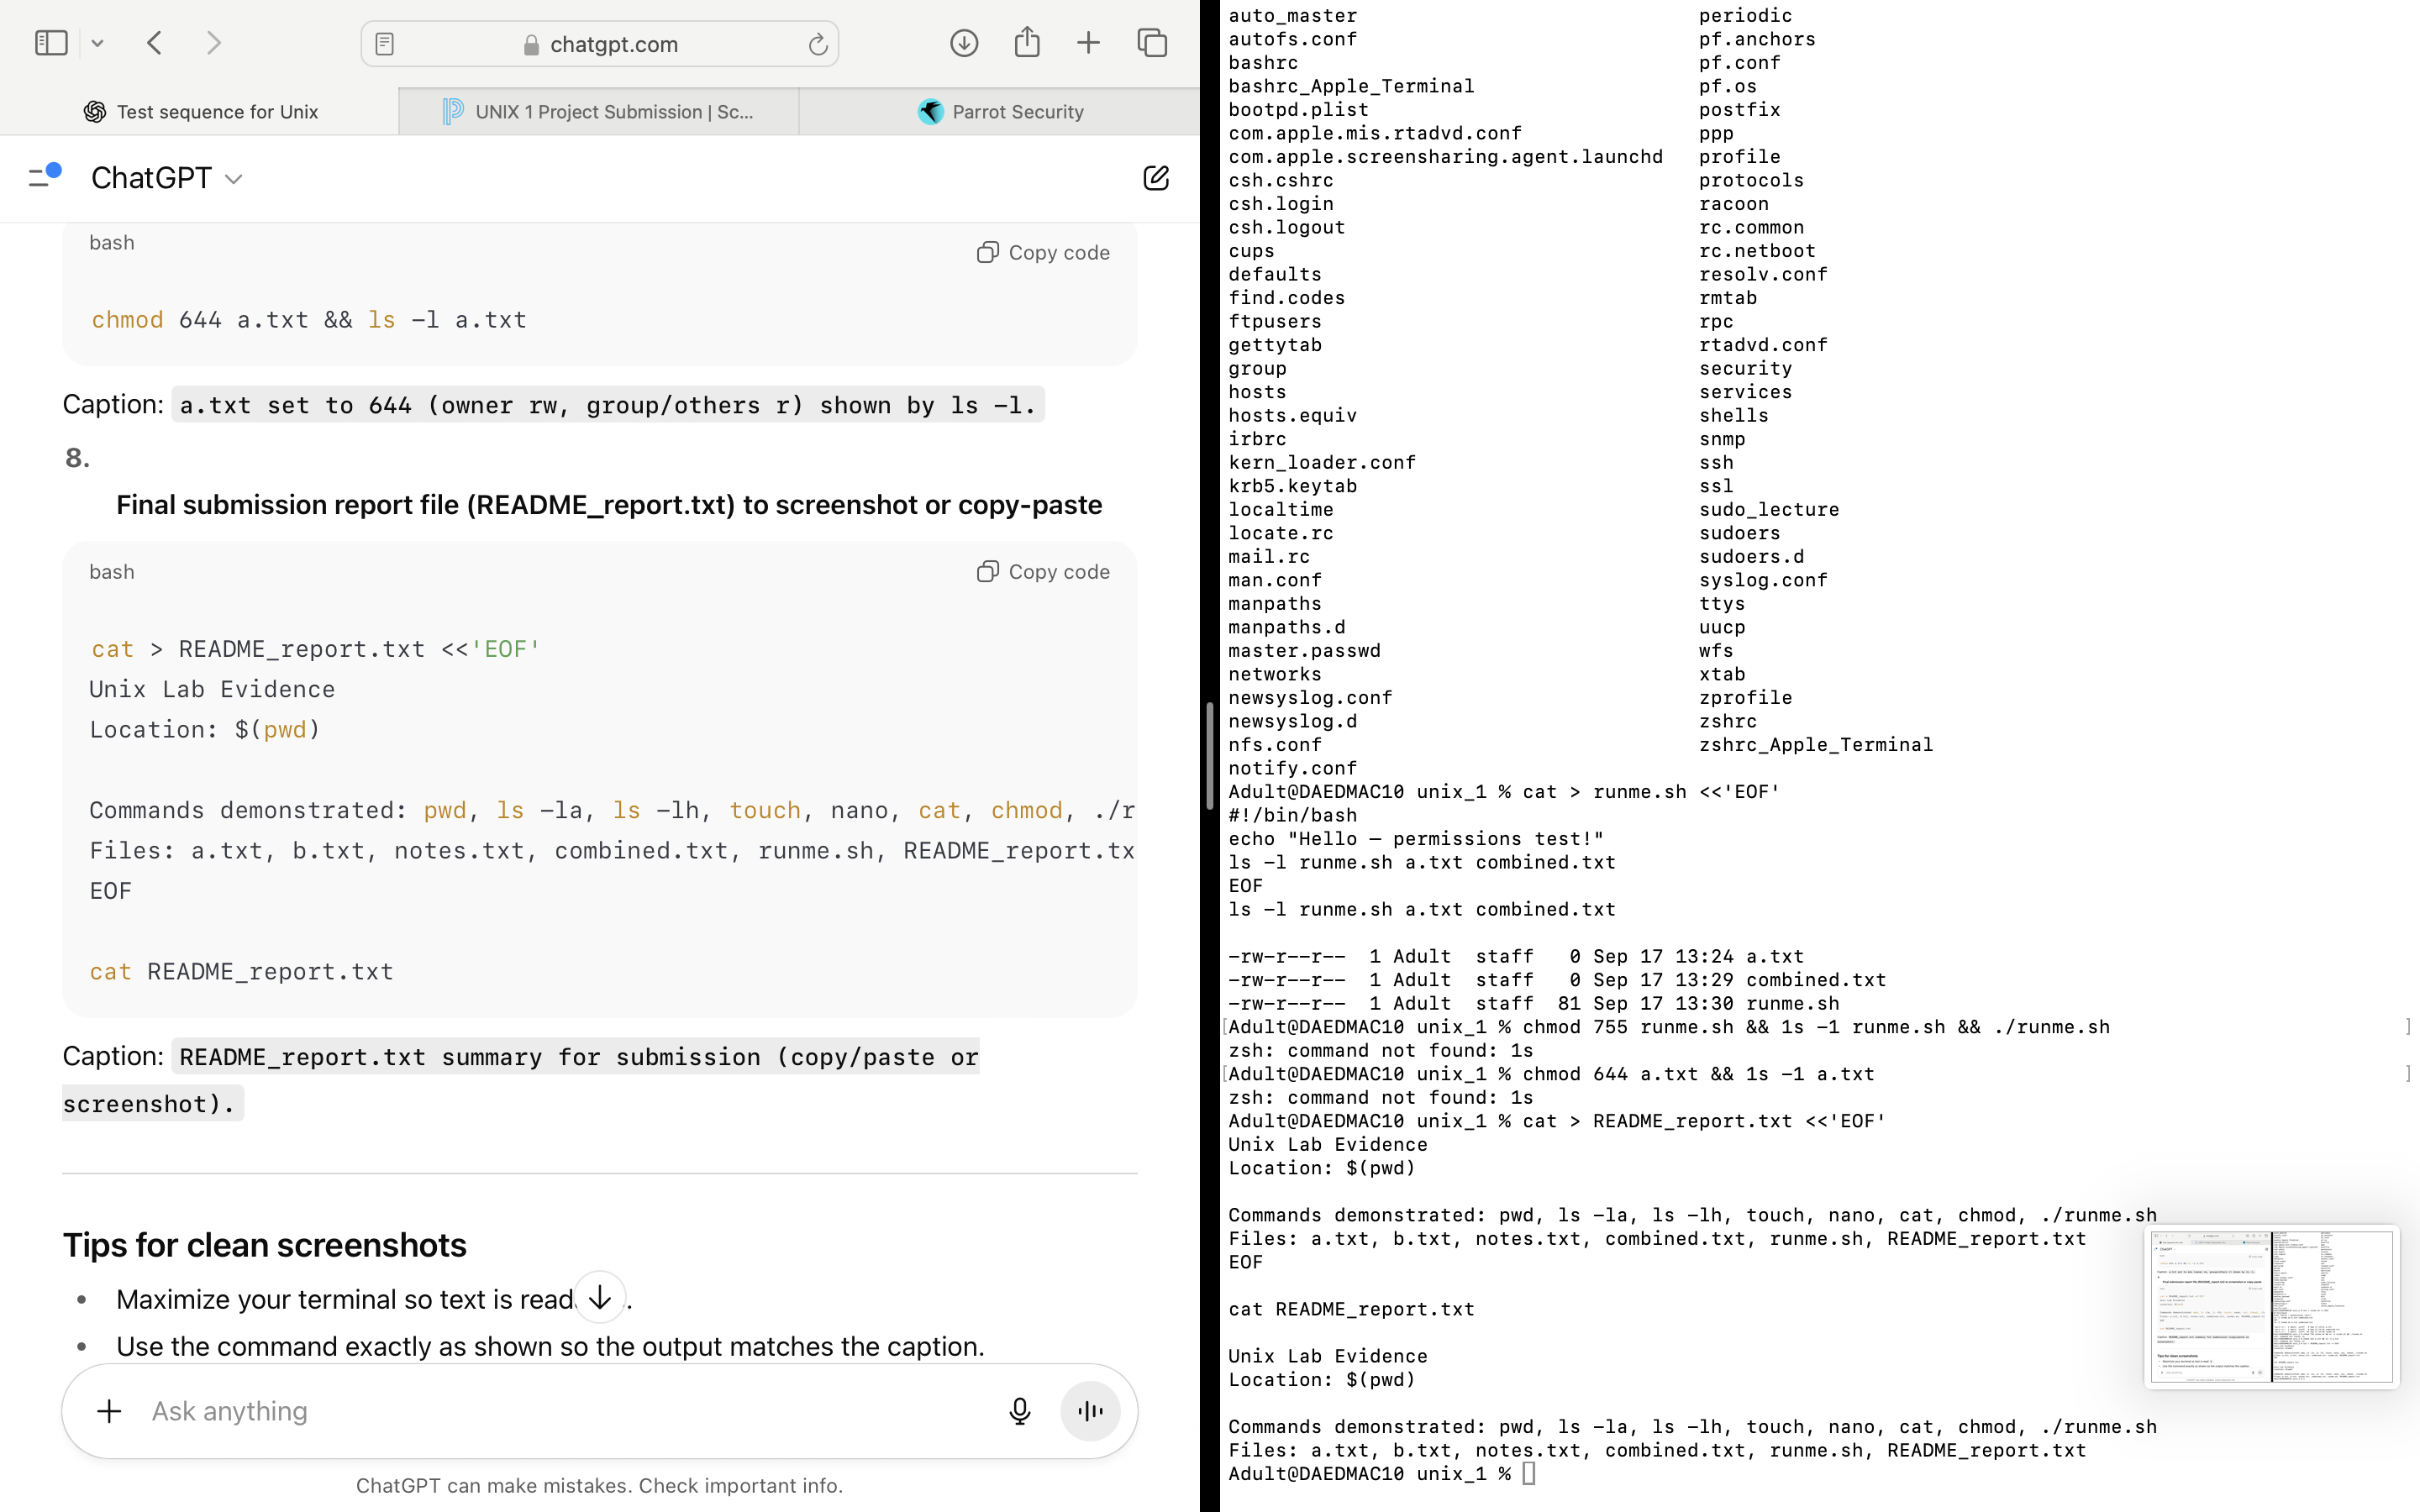 chatgpt.com
Test sequence for Unix
UNIX 1 Project Submission | Sc...
Parrot Security
ChatGPT
bash
Copy code
chmod 644 a.txt && ls -l a.txt
Caption: a.txt set to 644 (owner rw, group/others r) shown by ls -l.
8.
Final submission report file (README_report.txt) to screenshot or copy-paste
bash
Copy code
cat > README_report.txt <<'EOF'
Unix Lab Evidence
Location: $(pwd)
Commands demonstrated: pwd, ls -la, ls -lh, touch, nano, cat, chmod, ./r
Files: a.txt, b.txt, notes.txt, combined.txt, runme.sh, README_report.tx
EOF
cat README_report.txt
Caption: README_report.txt summary for submission (copy/paste or
screenshot).
Tips for clean screenshots
• Maximize your terminal so text is read .
• Use the command exactly as shown so the output matches the caption.
Ask anything
ChatGPT can make mistakes. Check important info.
auto_master periodic
autofs.conf pf.anchors
bashrc pf.conf
bashrc_Apple_Terminal pf.os
bootpd.plist postfix
com.apple.mis.rtadvd.conf ppp
com.apple.screensharing.agent.launchd profile
csh.cshrc protocols
csh.login racoon
csh.logout rc.common
cups rc.netboot
defaults resolv.conf
find.codes rmtab
ftpusers rpc
gettytab rtadvd.conf
group security
hosts services
hosts.equiv shells
irbrc snmp
kern_loader.conf ssh
krb5.keytab ssl
localtime sudo_lecture
locate.rc sudoers
mail.rc sudoers.d
man.conf syslog.conf
manpaths ttys
manpaths.d uucp
master.passwd wfs
networks xtab
newsyslog.conf zprofile
newsyslog.d zshrc
nfs.conf zshrc_Apple_Terminal
notify.conf
Adult@DAEDMAC10 unix_1 % cat > runme.sh <<'EOF'
#!/bin/bash
echo "Hello — permissions test!"
ls -l runme.sh a.txt combined.txt
EOF
ls -l runme.sh a.txt combined.txt
-rw-r--r--  1 Adult  staff   0 Sep 17 13:24 a.txt
-rw-r--r--  1 Adult  staff   0 Sep 17 13:29 combined.txt
-rw-r--r--  1 Adult  staff  81 Sep 17 13:30 runme.sh
[Adult@DAEDMAC10 unix_1 % chmod 755 runme.sh && 1s -1 runme.sh && ./runme.sh ]
zsh: command not found: 1s
[Adult@DAEDMAC10 unix_1 % chmod 644 a.txt && 1s -1 a.txt ]
zsh: command not found: 1s
Adult@DAEDMAC10 unix_1 % cat > README_report.txt <<'EOF'
Unix Lab Evidence
Location: $(pwd)
Commands demonstrated: pwd, ls -la, ls -lh, touch, nano, cat, chmod, ./runme.sh
Files: a.txt, b.txt, notes.txt, combined.txt, runme.sh, README_report.txt
EOF
cat README_report.txt
Unix Lab Evidence
Location: $(pwd)
Commands demonstrated: pwd, ls -la, ls -lh, touch, nano, cat, chmod, ./runme.sh
Files: a.txt, b.txt, notes.txt, combined.txt, runme.sh, README_report.txt
Adult@DAEDMAC10 unix_1 %